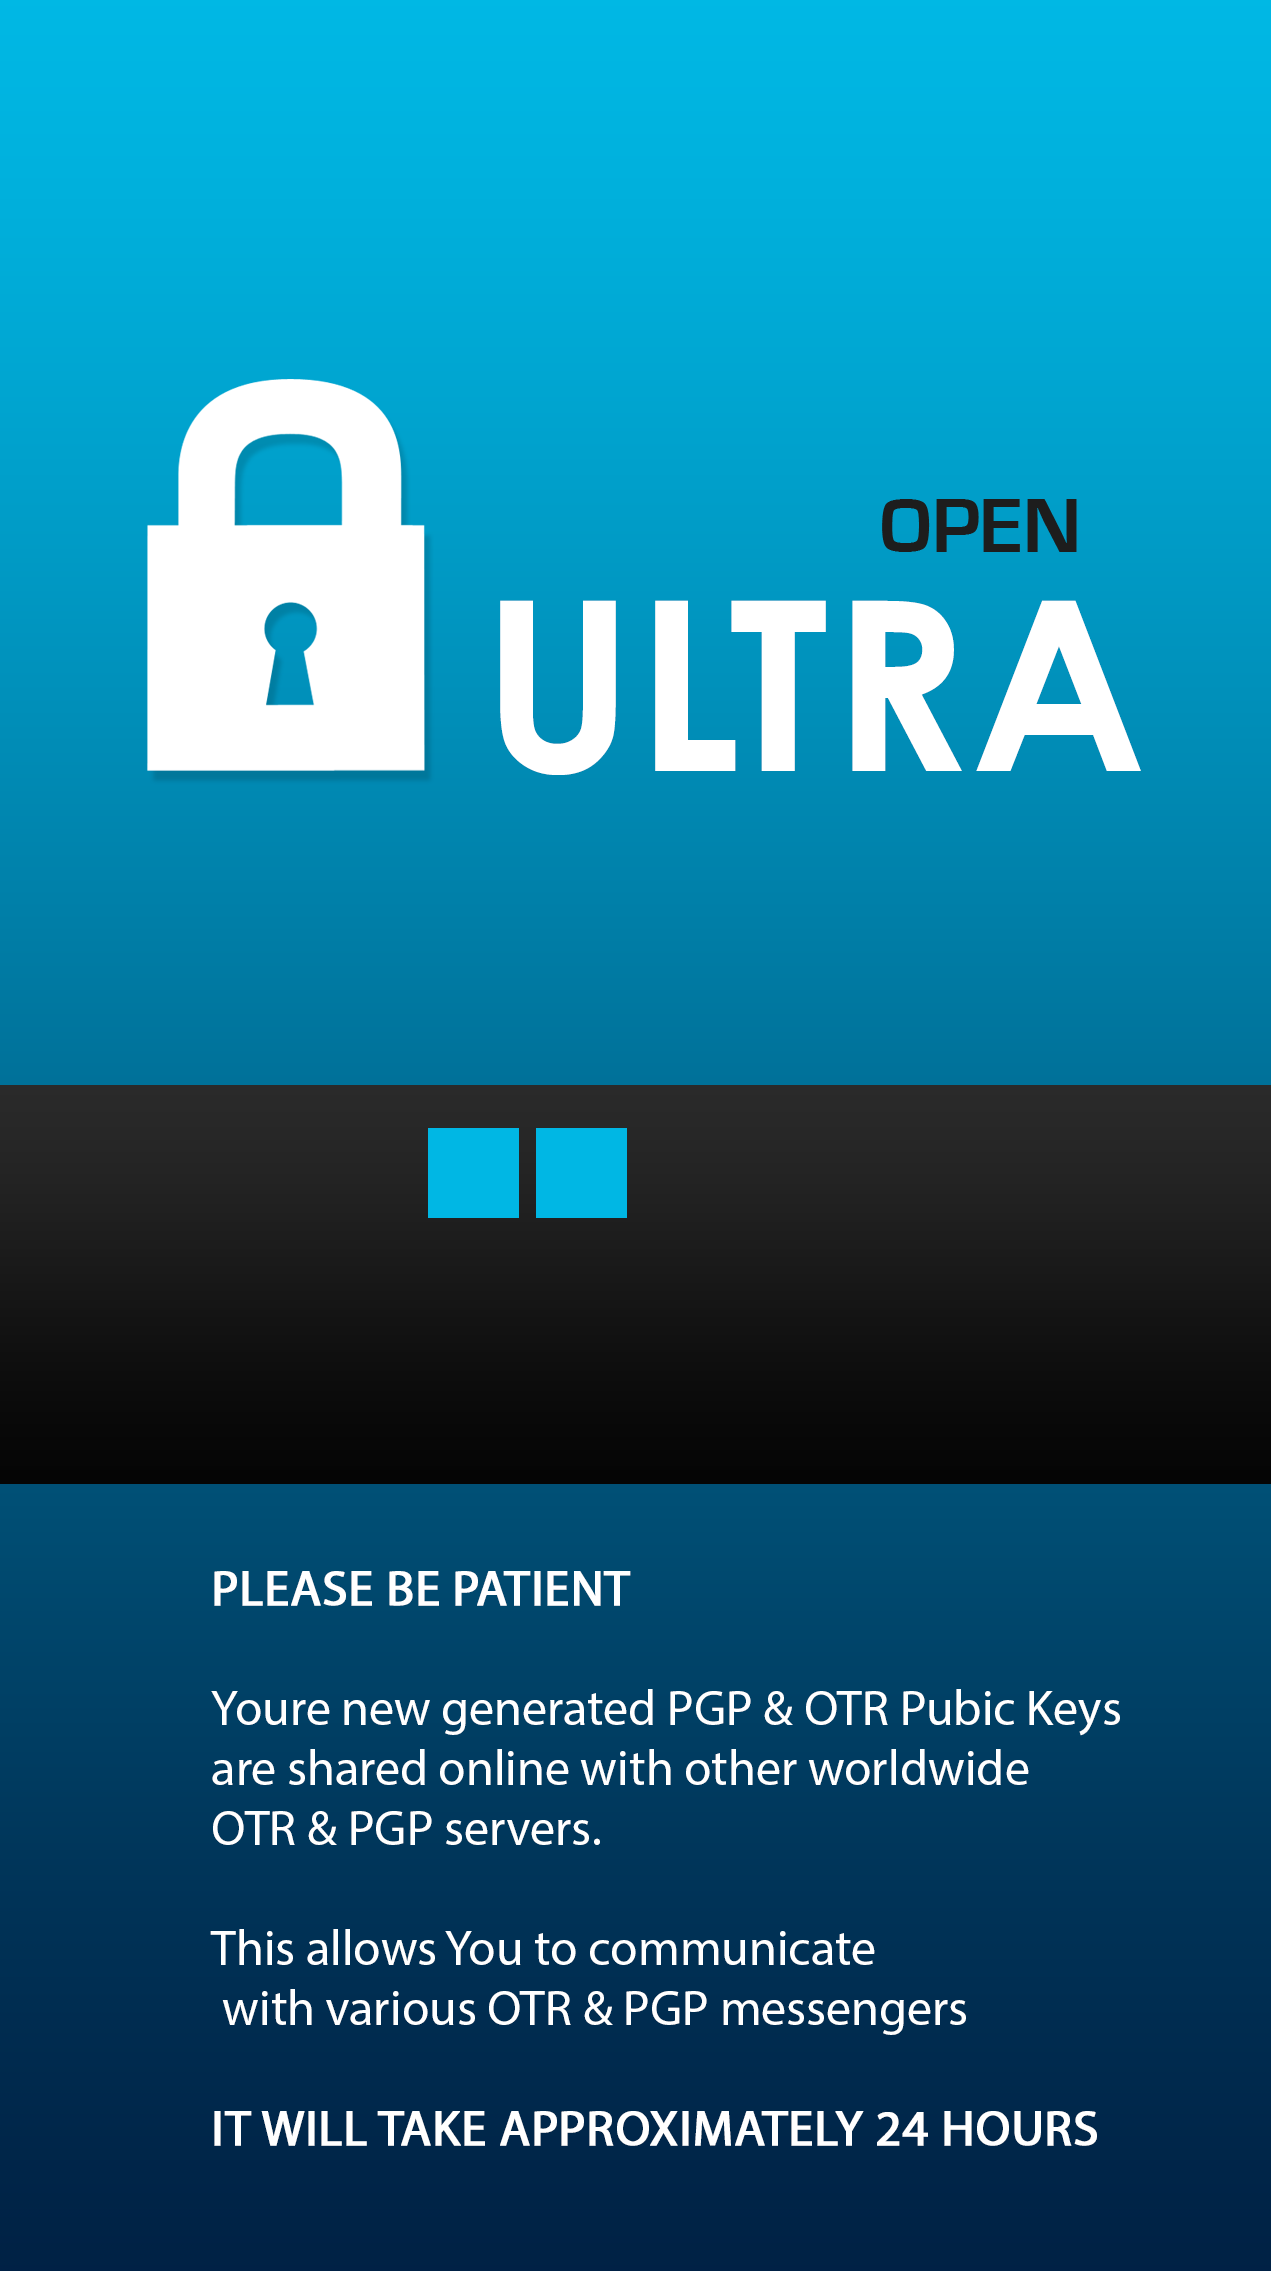 OPEN
ULTRA
PLEASE BE PATIENT
Youre new generated PGP & OTR Pubic Keys
are shared online with other worldwide
OTR & PGP servers.
This allows You to communicate
with various OTR & PGP messengers
IT WILL TAKE APPROXIMATELY 24 HOURS